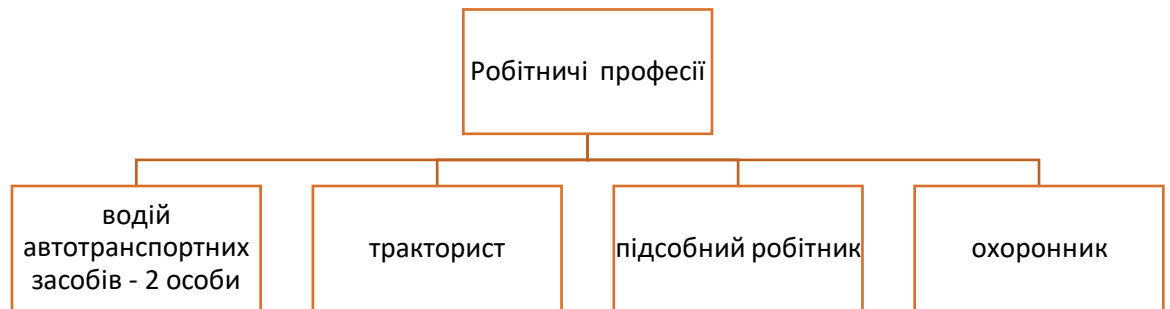 Робітничі професії
водій
автотранспортних
засобів - 2 особи
тракторист
підсобний робітник
охоронник